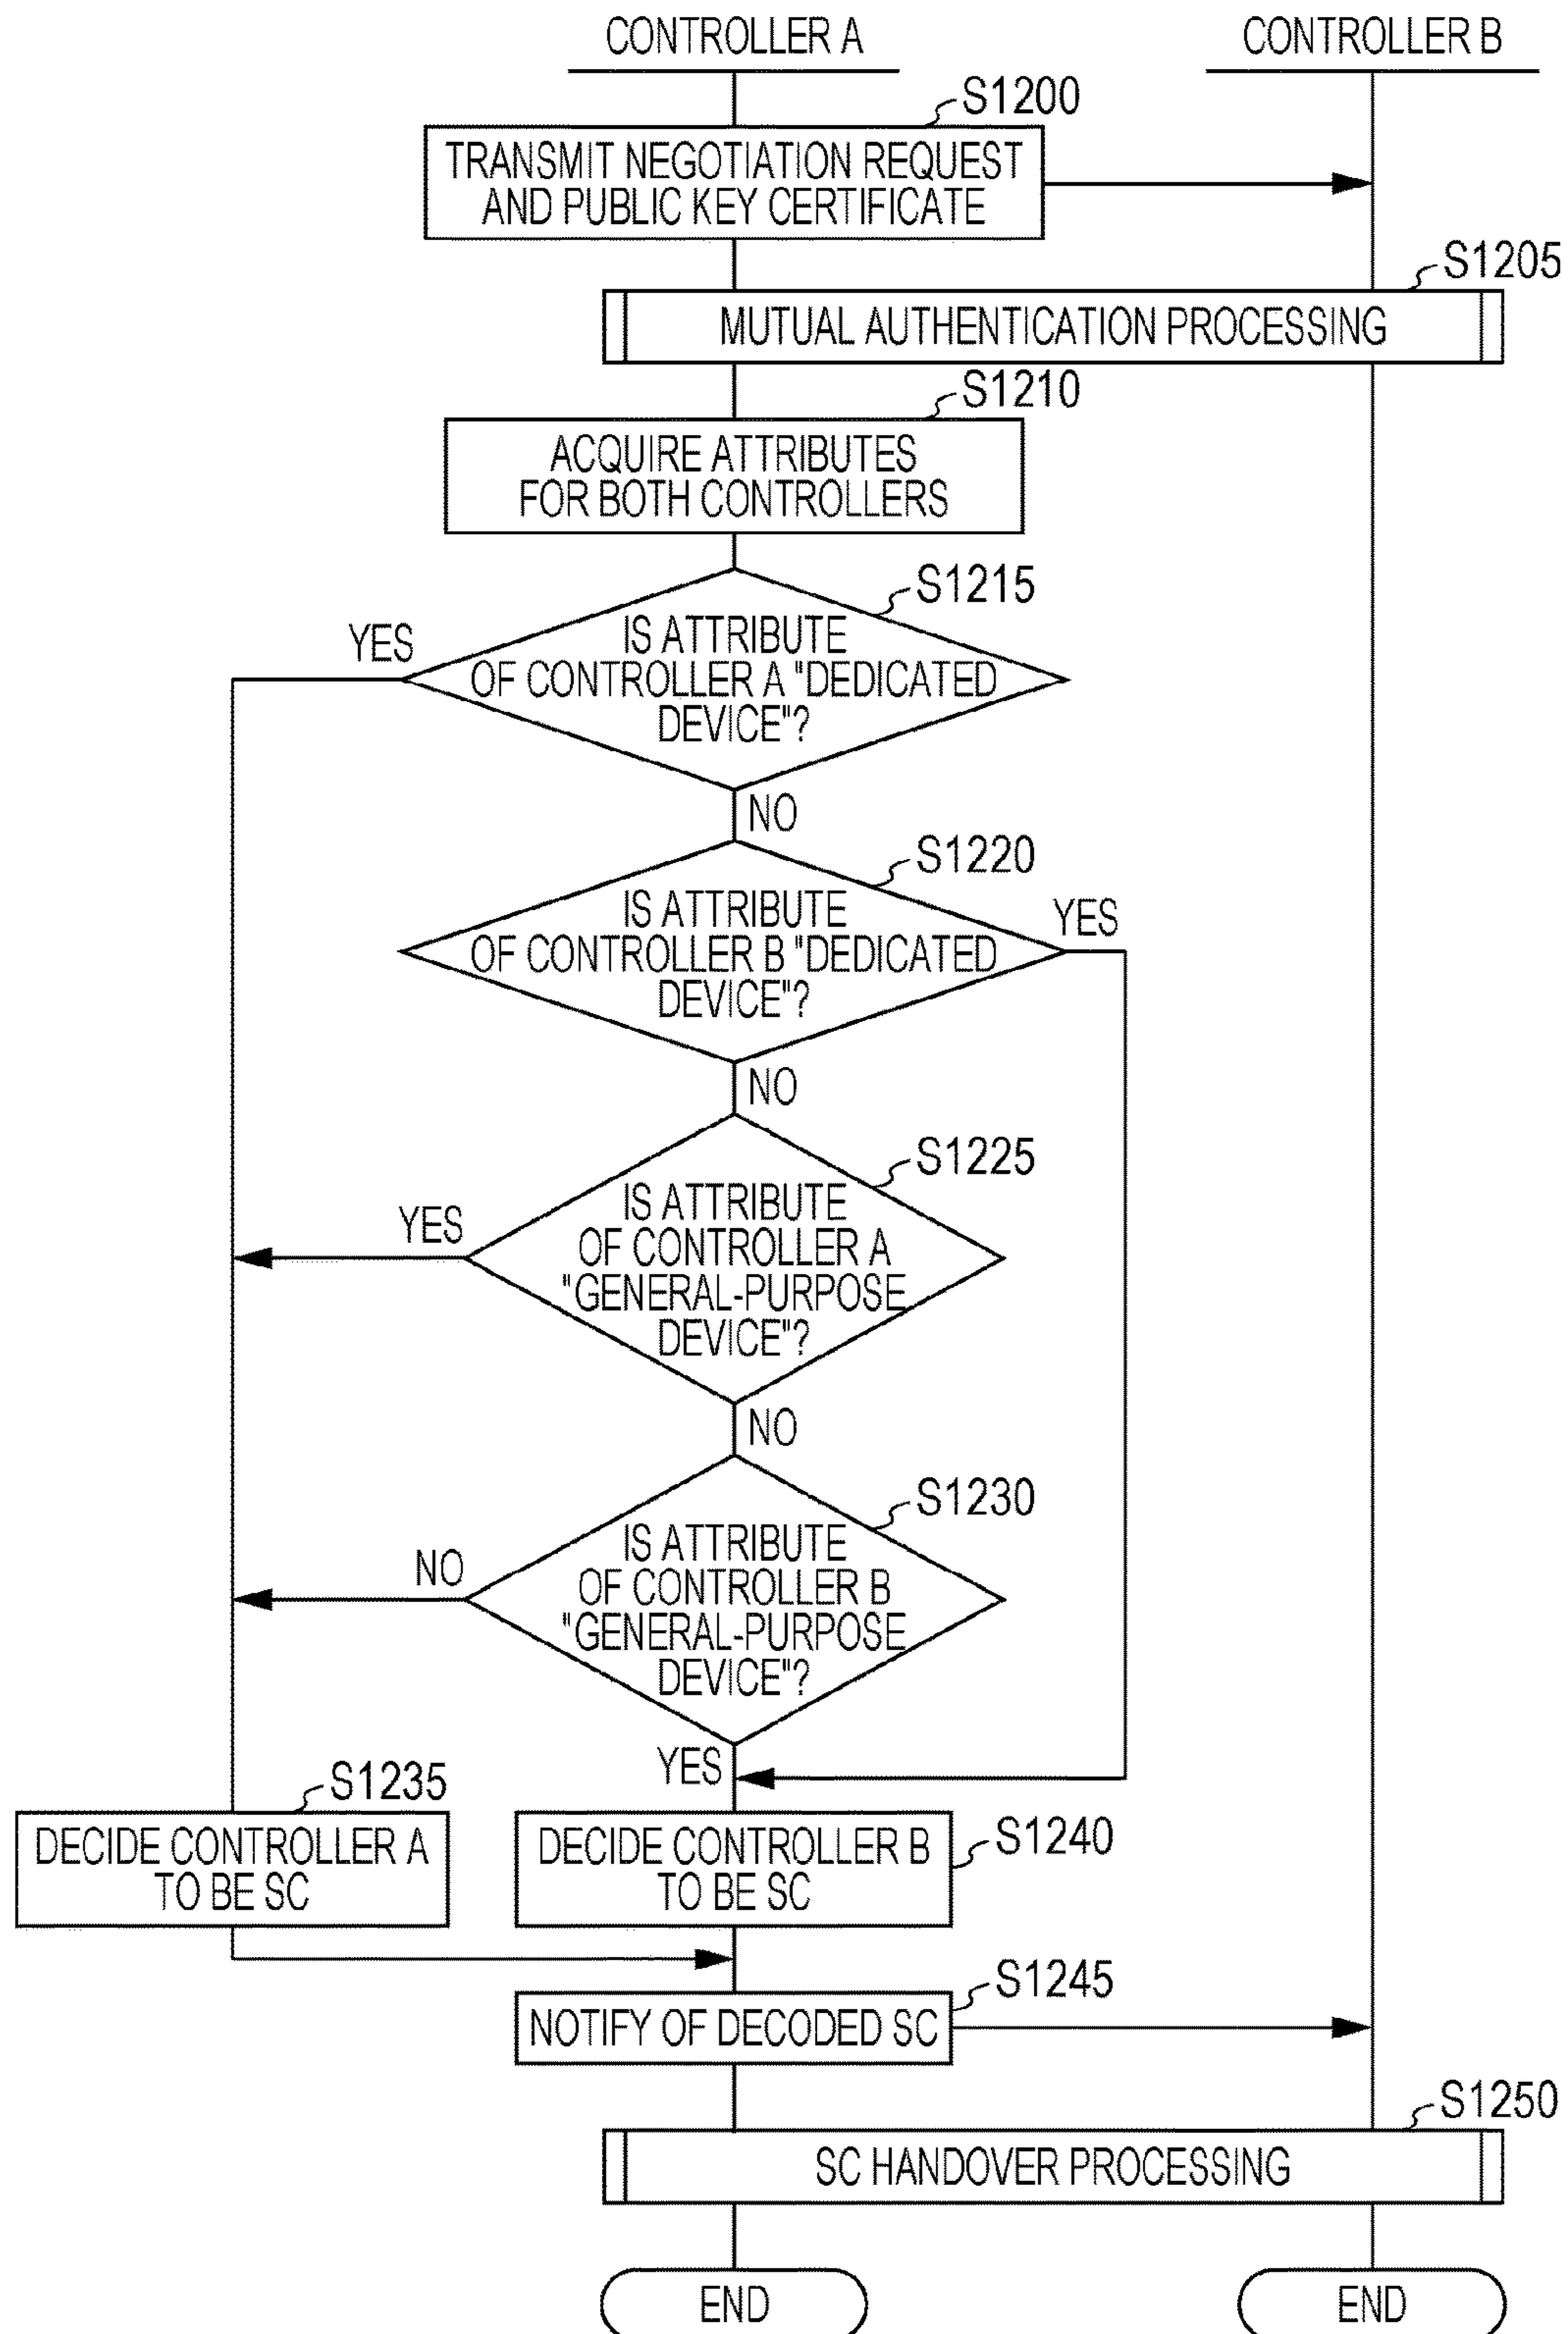 CONTROLLER A
CONTROLLER B
S1200
TRANSMIT NEGOTIATION REQUEST
AND PUBLIC KEY CERTIFICATE
S1205
MUTUAL AUTHENTICATION PROCESSING
S1210
ACQUIRE ATTRIBUTES
FOR BOTH CONTROLLERS
S1215
YES
IS ATTRIBUTE
OF CONTROLLER A "DEDICATED
DEVICE"?
NO
S1220
IS ATTRIBUTE
OF CONTROLLER B "DEDICATED
DEVICE"?
YES
NO
S1225
YES
IS ATTRIBUTE
OF CONTROLLER A
"GENERAL-PURPOSE
DEVICE"?
NO
S1230
NO
IS ATTRIBUTE
OF CONTROLLER B
"GENERAL-PURPOSE
DEVICE"?
YES
S1235
DECIDE CONTROLLER A
TO BE SC
DECIDE CONTROLLER B
TO BE SC
S1240
S1245
NOTIFY OF DECODED SC
S1250
SC HANDOVER PROCESSING
END
END